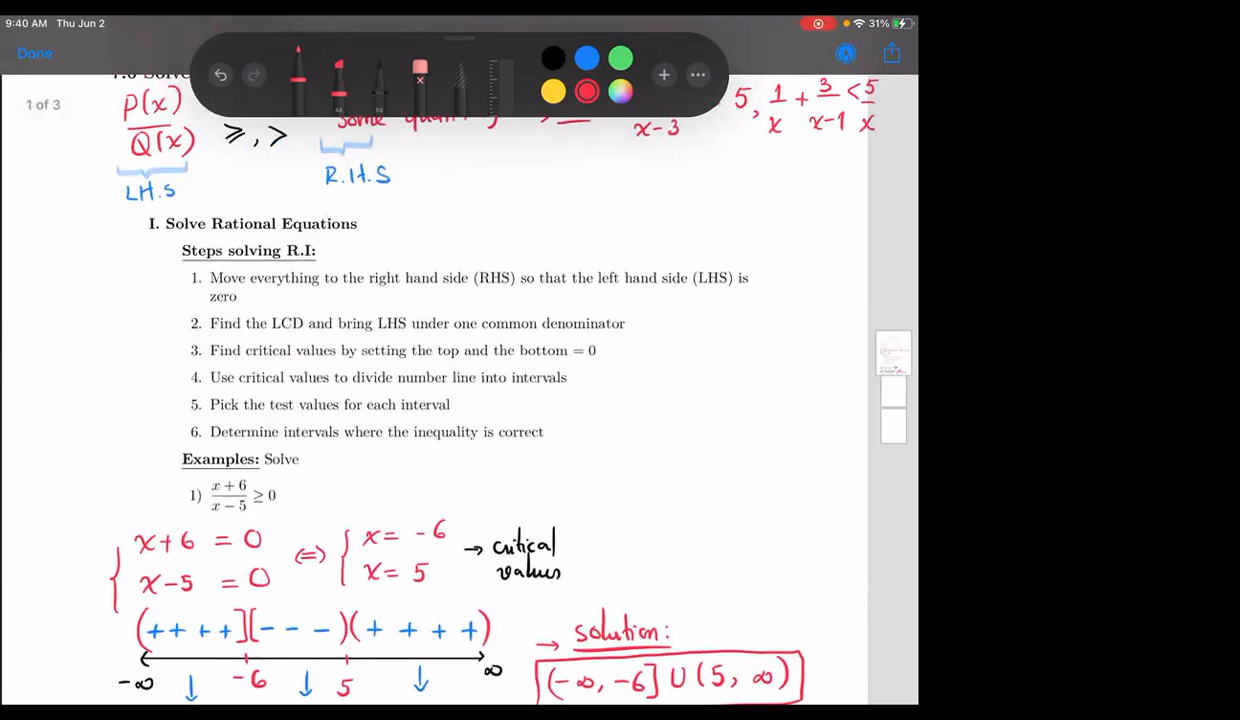 9:40 AM Thu Jun 2
31%
Done
1 of 3
P(x)
Q(x)
≥, >
some
x-3
5, 1/x + 3/x-1 < 5/x
LH.S
R.H.S
I. Solve Rational Equations
Steps solving R.I:
1. Move everything to the right hand side (RHS) so that the left hand side (LHS) is
zero
2. Find the LCD and bring LHS under one common denominator
3. Find critical values by setting the top and the bottom = 0
4. Use critical values to divide number line into intervals
5. Pick the test values for each interval
6. Determine intervals where the inequality is correct
Examples: Solve
1) x + 6 / x − 5 ≥ 0
x+6 = 0 ⇔ x = -6 → critical
x-5 = 0 x = 5 values
(++ ++][- - -)(+ + + +)
-∞ ↓ -6 ↓ 5 ↓ ∞
→ solution:
(-∞, -6] U (5, ∞)